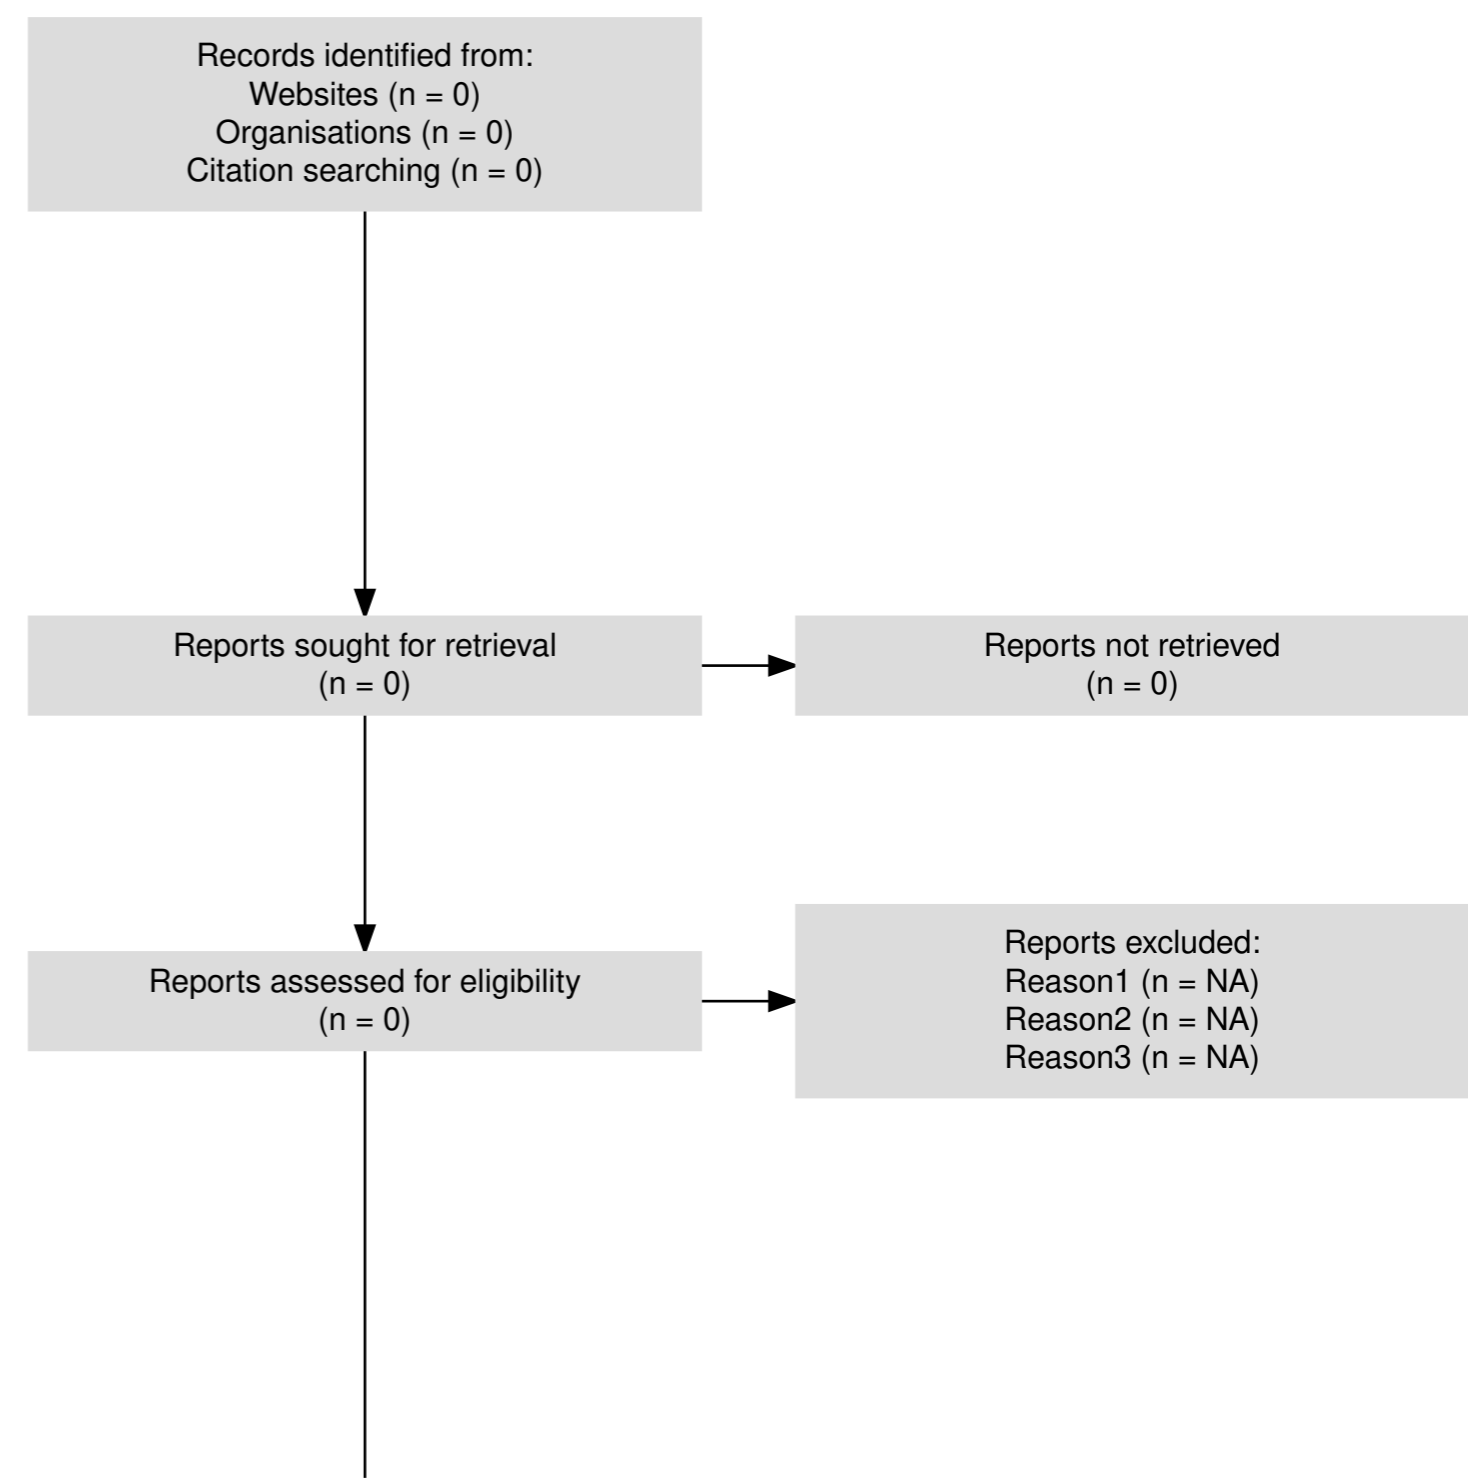 Records identified from:
Websites (n = 0)
Organisations (n = 0)
Citation searching (n = 0)
Reports sought for retrieval
(n = 0)
Reports not retrieved
(n = 0)
Reports assessed for eligibility
(n = 0)
Reports excluded:
Reason1 (n = NA)
Reason2 (n = NA)
Reason3 (n = NA)